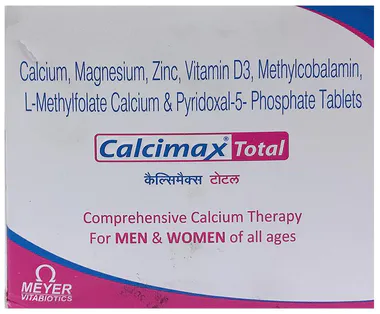 Calcium, Magnesium, Zinc, Vitamin D3, Methylcobalamin,
L-Methylfolate Calcium & Pyridoxal-5- Phosphate Tablets
Calcimax® Total
कैल्सिमैक्स टोटल
Comprehensive Calcium Therapy
For MEN & WOMEN of all ages
MEYER
VITABIOTICS